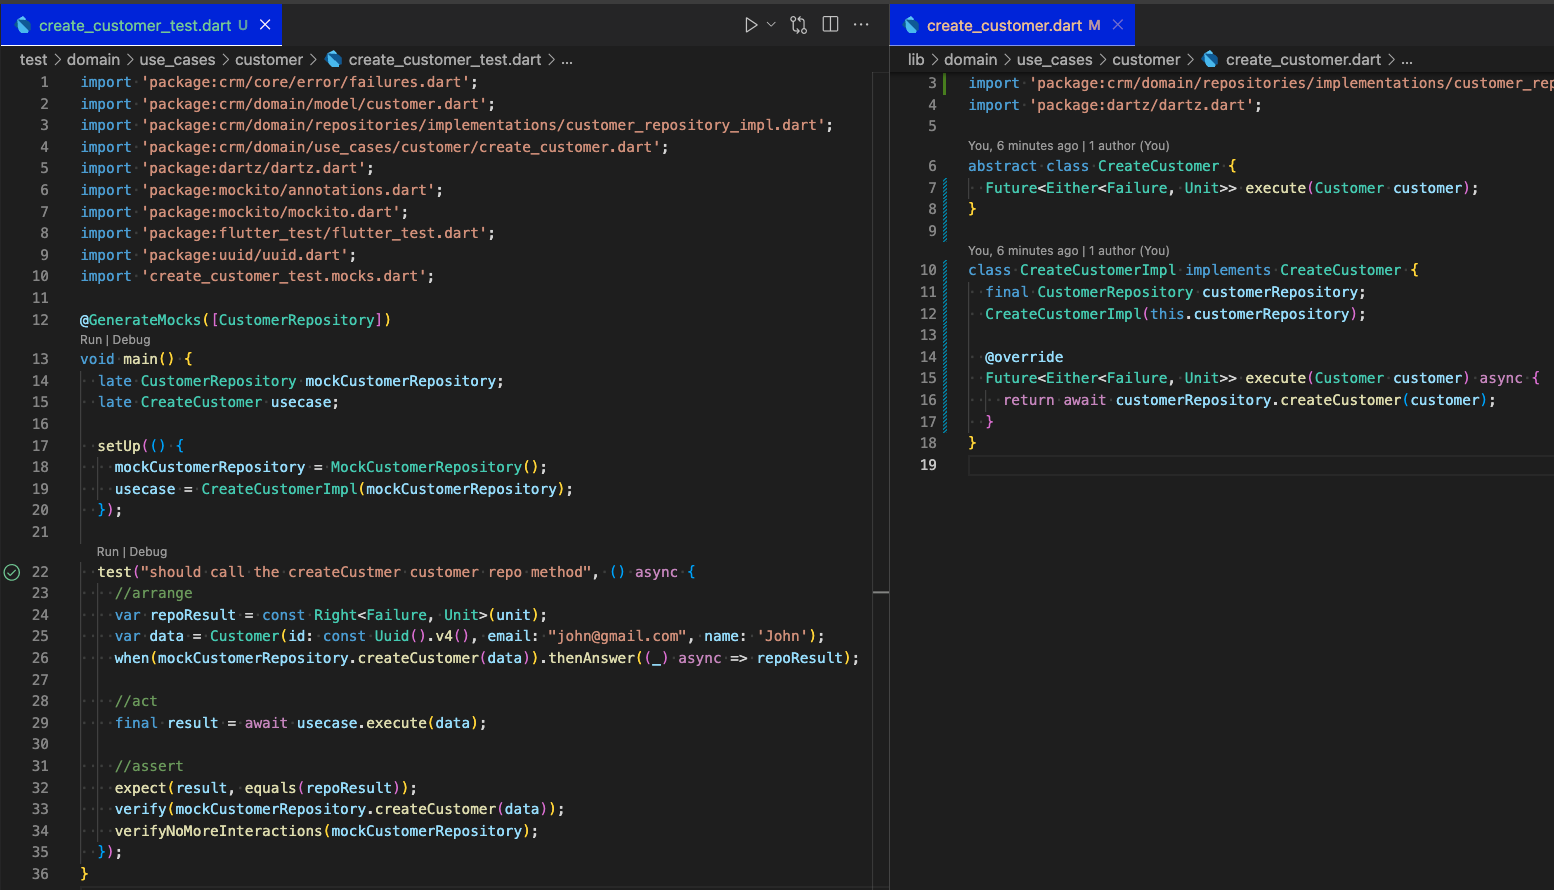 create_customer_test.dart U
test > domain > use_cases > customer > create_customer_test.dart > ...
1 import 'package:crm/core/error/failures.dart';
2 import 'package:crm/domain/model/customer.dart';
3 import 'package:crm/domain/repositories/implementations/customer_repository_impl.dart';
4 import 'package:crm/domain/use_cases/customer/create_customer.dart';
5 import 'package:dartz/dartz.dart';
6 import 'package:mockito/annotations.dart';
7 import 'package:mockito/mockito.dart';
8 import 'package:flutter_test/flutter_test.dart';
9 import 'package:uuid/uuid.dart';
10 import 'create_customer_test.mocks.dart';
11
12 @GenerateMocks([CustomerRepository])
Run | Debug
13 void main() {
14 late CustomerRepository mockCustomerRepository;
15 late CreateCustomer usecase;
16
17 setUp(() {
18 mockCustomerRepository = MockCustomerRepository();
19 usecase = CreateCustomerImpl(mockCustomerRepository);
20 });
21
Run | Debug
22 test("should call the createCustmer customer repo method", () async {
23 //arrange
24 var repoResult = const Right<Failure, Unit>(unit);
25 var data = Customer(id: const Uuid().v4(), email: "john@gmail.com", name: 'John');
26 when(mockCustomerRepository.createCustomer(data)).thenAnswer((_) async => repoResult);
27
28 //act
29 final result = await usecase.execute(data);
30
31 //assert
32 expect(result, equals(repoResult));
33 verify(mockCustomerRepository.createCustomer(data));
34 verifyNoMoreInteractions(mockCustomerRepository);
35 });
36 }
create_customer.dart M
lib > domain > use_cases > customer > create_customer.dart > ...
3 import 'package:crm/domain/repositories/implementations/customer_rep
4 import 'package:dartz/dartz.dart';
5
You, 6 minutes ago | 1 author (You)
6 abstract class CreateCustomer {
7 Future<Either<Failure, Unit>> execute(Customer customer);
8 }
9
You, 6 minutes ago | 1 author (You)
10 class CreateCustomerImpl implements CreateCustomer {
11 final CustomerRepository customerRepository;
12 CreateCustomerImpl(this.customerRepository);
13
14 @override
15 Future<Either<Failure, Unit>> execute(Customer customer) async {
16 return await customerRepository.createCustomer(customer);
17 }
18 }
19